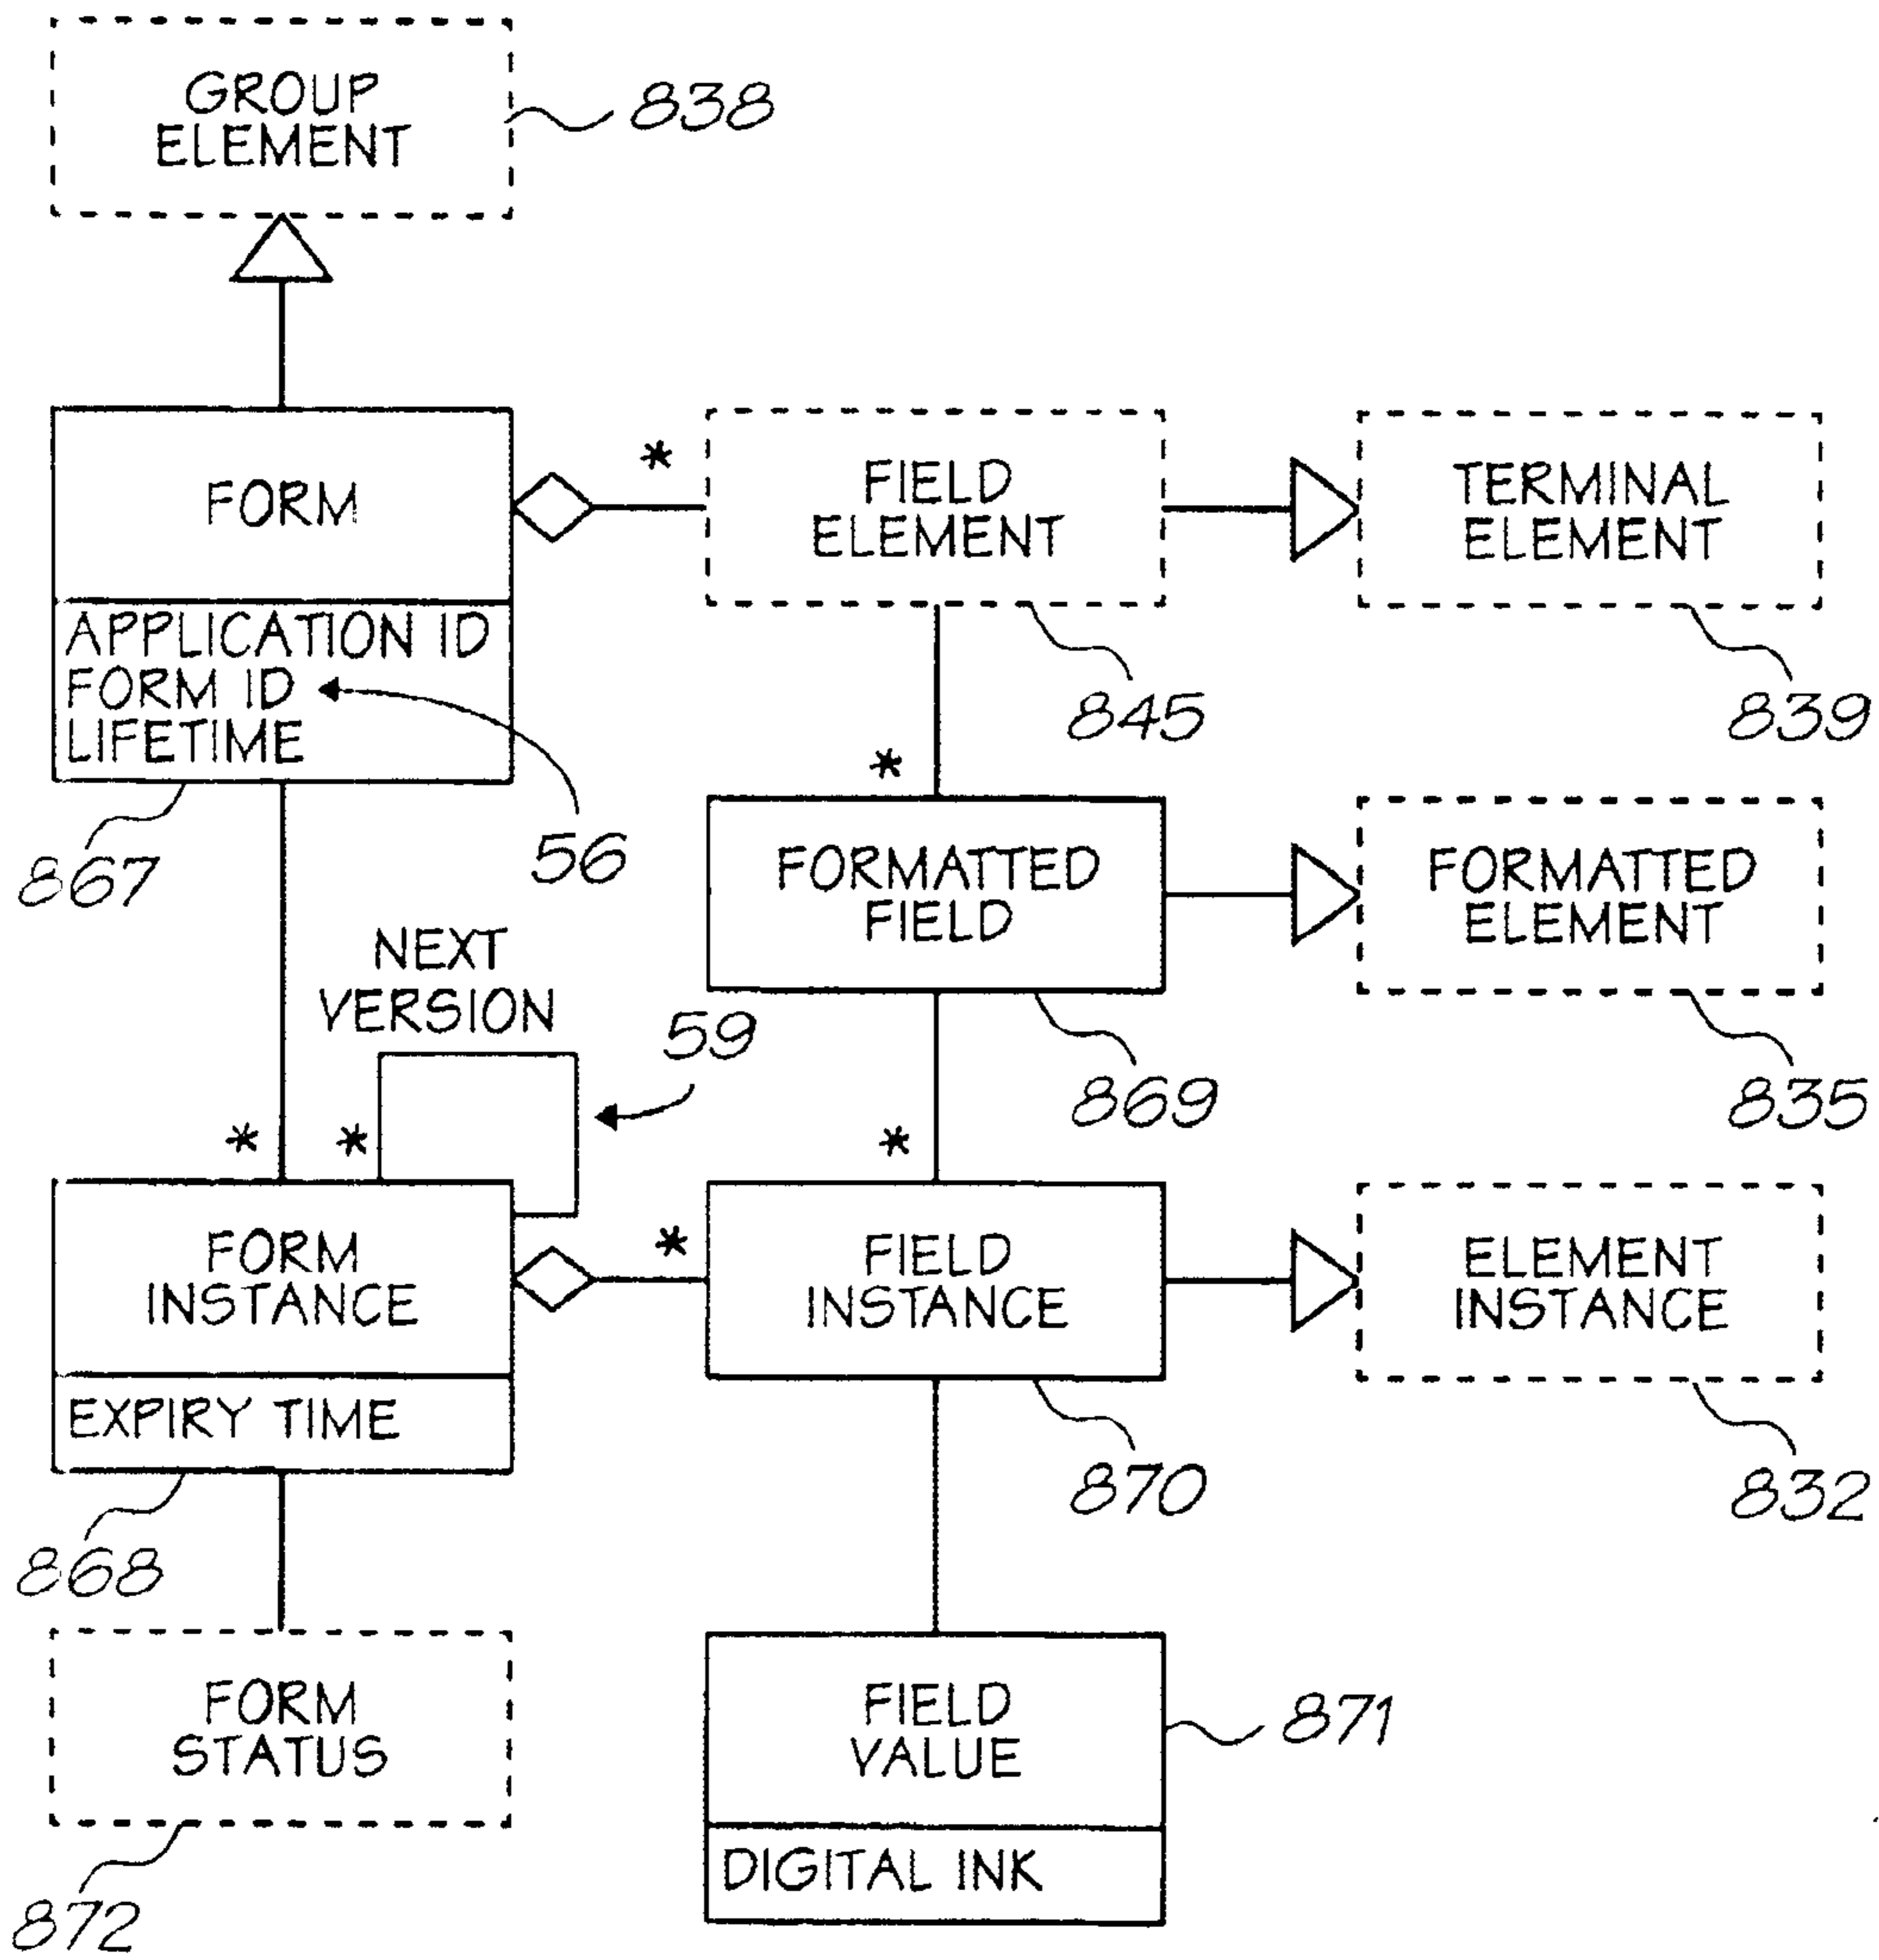 GROUP
ELEMENT
838
FORM
*
FIELD
ELEMENT
TERMINAL
ELEMENT
APPLICATION ID
FORM ID
LIFETIME
845
839
867
56
*
FORMATTED
FIELD
FORMATTED
ELEMENT
NEXT
VERSION
59
869
835
*
*
*
FORM
INSTANCE
*
FIELD
INSTANCE
ELEMENT
INSTANCE
EXPIRY TIME
870
832
868
FORM
STATUS
FIELD
VALUE
871
DIGITAL INK
872